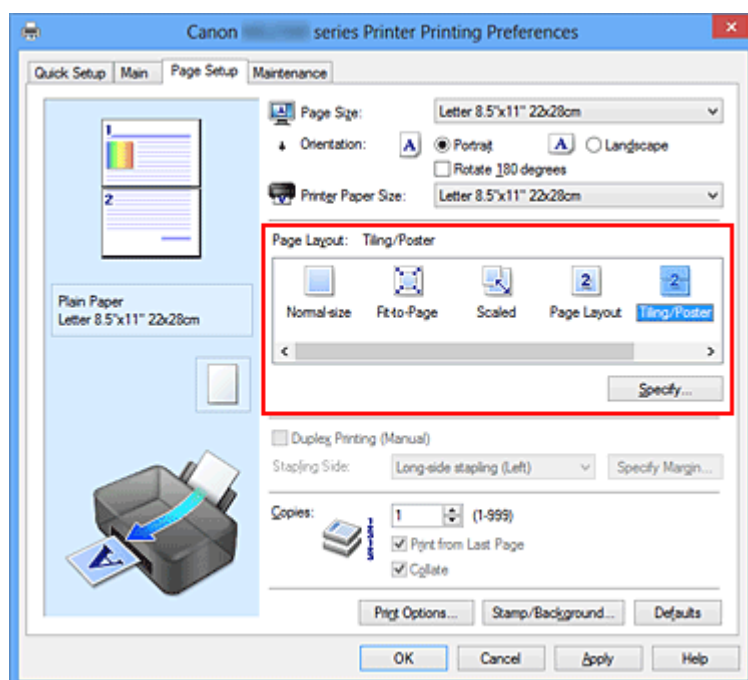 Canon series Printer Printing Preferences
Quick Setup Main Page Setup Maintenance
Page Size: Letter 8.5"x11" 22x28cm
Orientation: A Portrait A Landscape
Rotate 180 degrees
Printer Paper Size: Letter 8.5"x11" 22x28cm
1
2
Plain Paper
Letter 8.5"x11" 22x28cm
Page Layout: Tiling/Poster
2 2
Normal-size Fit-to-Page Scaled Page Layout Tiling/Poster
Specify...
Duplex Printing (Manual)
Stapling Side: Long-side stapling (Left) Specify Margin...
Copies: 1 (1-999)
Print from Last Page
Collate
A
Print Options... Stamp/Background... Defaults
OK Cancel Apply Help